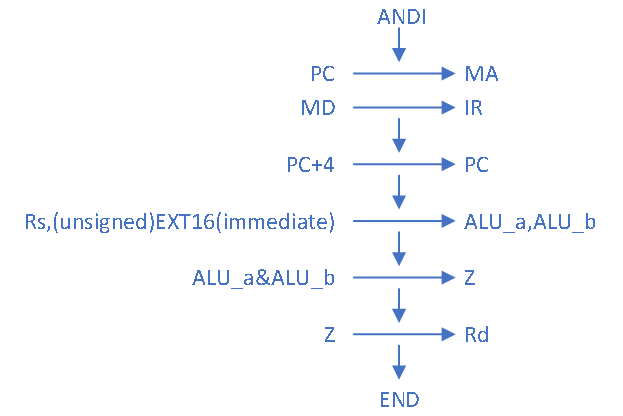 ANDI
PC MA
MD IR
PC+4 PC
Rs,(unsigned)EXT16(immediate) ALU_a,ALU_b
ALU_a&ALU_b Z
Z Rd
END